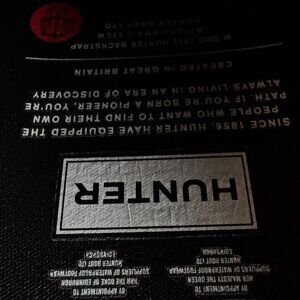 BY APPOINTMENT TO
HRH THE DUKE OF EDINBURGH
SUPPLIERS OF WATERPROOF FOOTWEAR
HUNTER BOOT LTD
EDINBURGH
BY APPOINTMENT TO
HER MAJESTY THE QUEEN
SUPPLIERS OF WATERPROOF FOOTWEAR
HUNTER BOOT LTD
EDINBURGH
HUNTER
SINCE 1856, HUNTER HAVE EQUIPPED THE
PEOPLE WHO WANT TO FIND THEIR OWN
PATH. IF YOU'RE BORN A PIONEER, YOU'RE
ALWAYS LIVING IN AN ERA OF DISCOVERY
CREATED IN GREAT BRITAIN
W ORG TALL HUNTER BACKSTRAP
HUNTER BOOT LTD